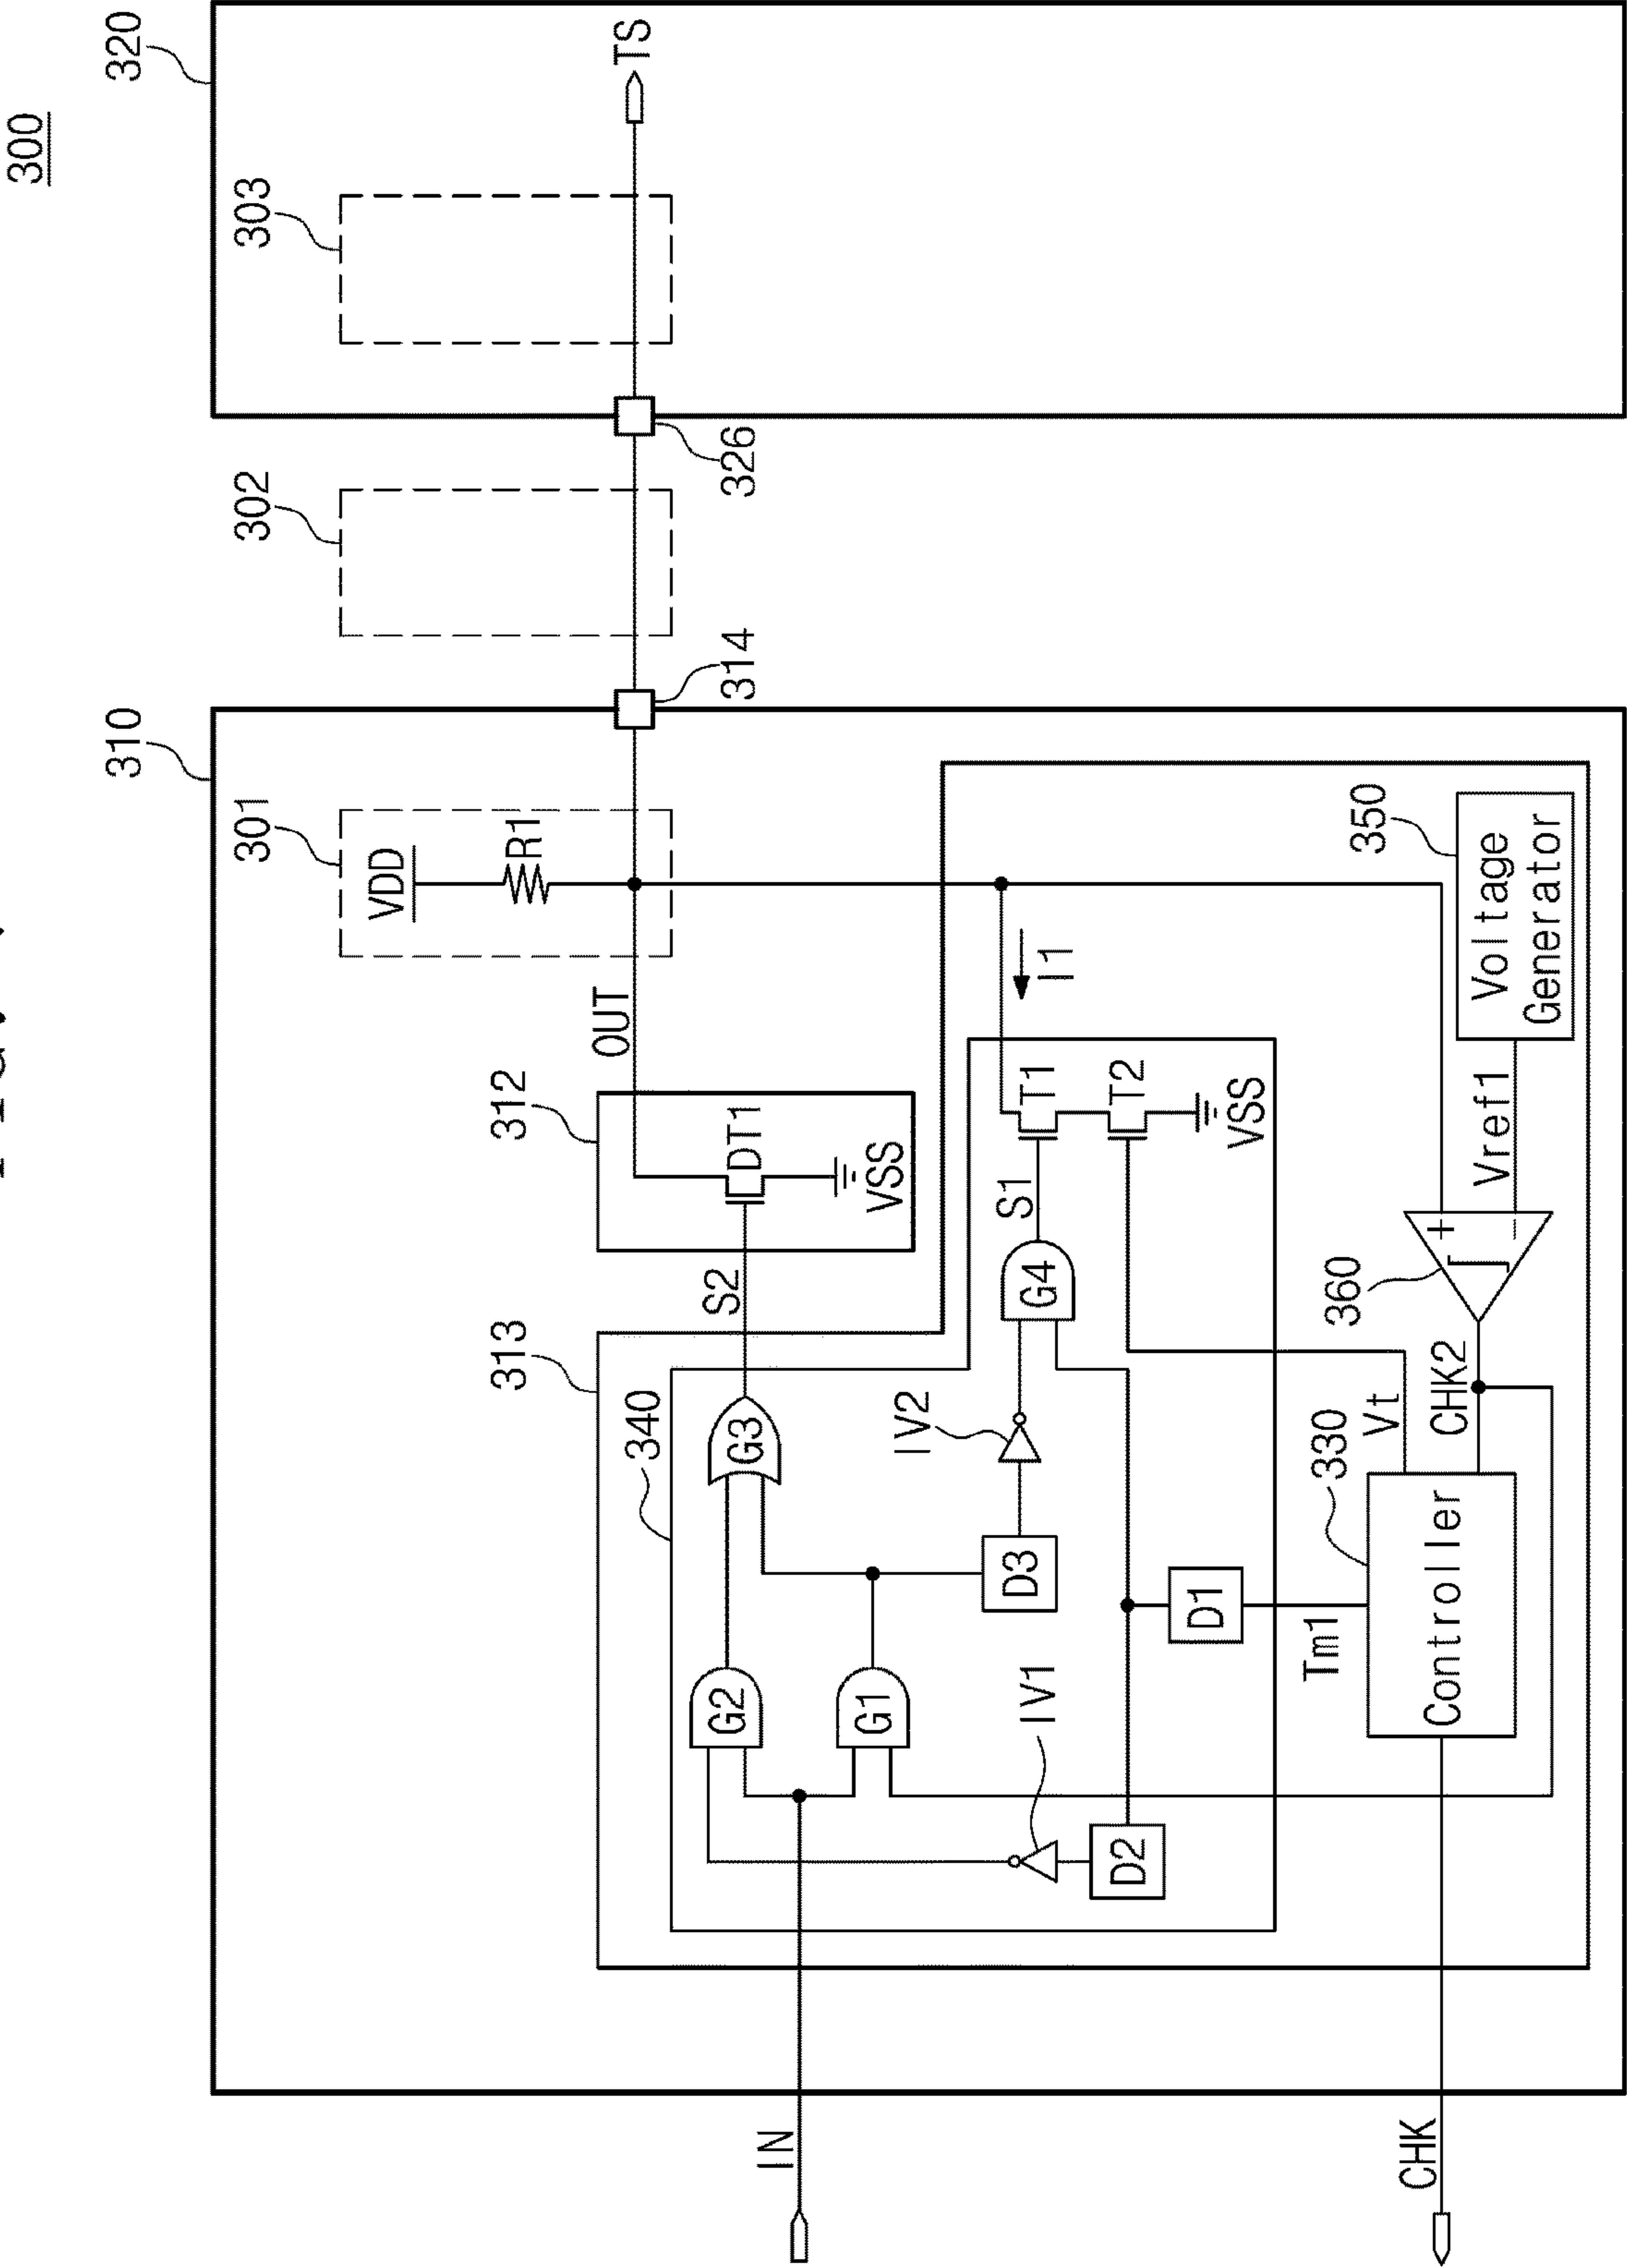 300
320
TS
303
326
302
314
310
301
VDD
R1
OUT
I1
350
Voltage
Generator
312
DT1
VSS
T1
T2
VSS
Vref1
S2
S1
313
G4
+
-
360
340
G3
IV2
CHK2
Vt
330
D3
D1
Tm1
Controller
G2
G1
IV1
D2
IN
CHK